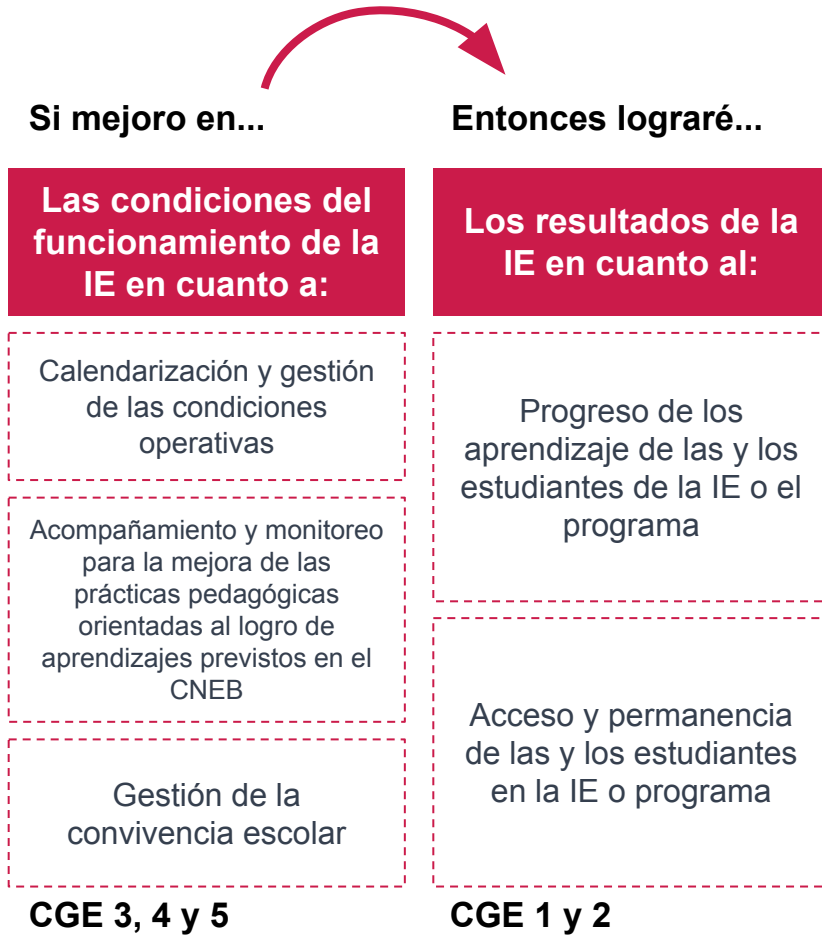 Si mejoro en...
Entonces lograré...
Las condiciones del
funcionamiento de la
IE en cuanto a:
Los resultados de la
IE en cuanto al:
Calendarización y gestión
de las condiciones
operativas
Acompañamiento y monitoreo
para la mejora de las
prácticas pedagógicas
orientadas al logro de
aprendizajes previstos en el
CNEB
Gestión de la
convivencia escolar
Progreso de los
aprendizaje de las y los
estudiantes de la IE o el
programa
Acceso y permanencia
de las y los estudiantes
en la IE o programa
CGE 3, 4 y 5
CGE 1 y 2